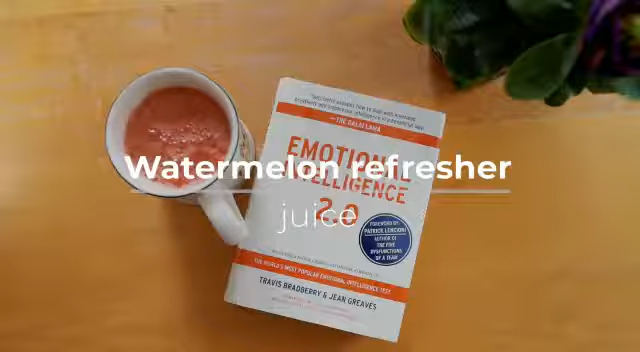 —THE DALAI LAMA
EMOTIONAL
INTELLIGENCE
2.0
Watermelon refresher
juice
FOREWORD BY
PATRICK LENCIONI
AUTHOR OF
THE FIVE
DYSFUNCTIONS
OF A TEAM
THE WORLD'S MOST POPULAR EMOTIONAL INTELLIGENCE TEST
TRAVIS BRADBERRY & JEAN GREAVES